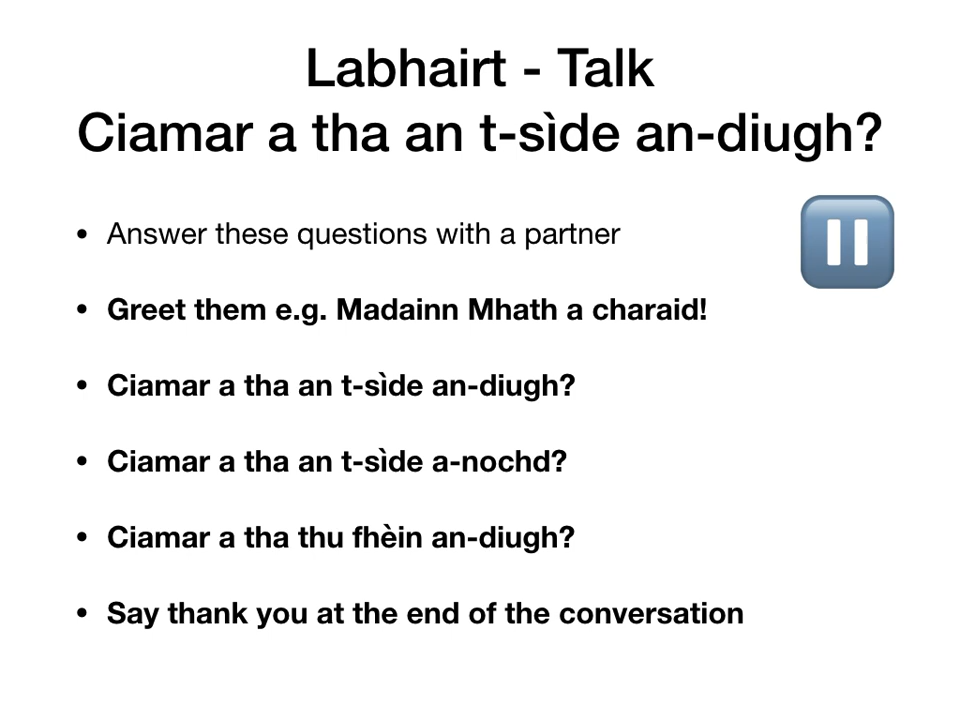 Labhairt - Talk
Ciamar a tha an t-sìde an-diugh?
• Answer these questions with a partner
• Greet them e.g. Madainn Mhath a charaid!
• Ciamar a tha an t-sìde an-diugh?
• Ciamar a tha an t-sìde a-nochd?
• Ciamar a tha thu fhèin an-diugh?
• Say thank you at the end of the conversation